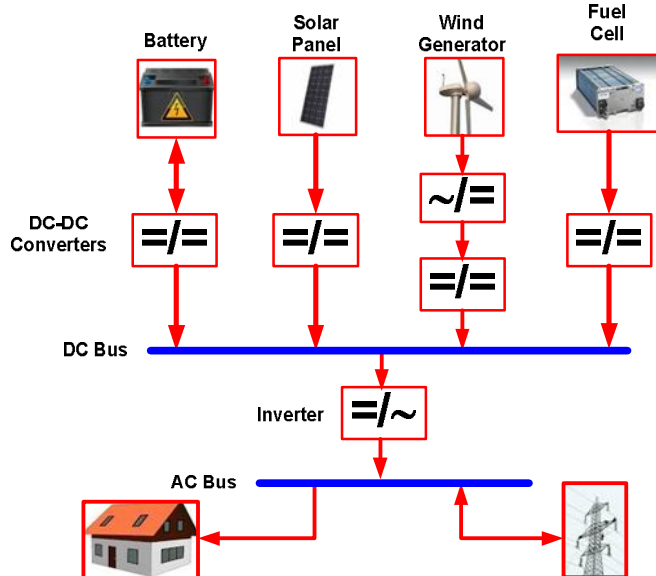 Battery
Solar
Panel
Wind
Generator
Fuel
Cell
DC-DC
Converters
=/=
=/=
~/=
=/=
=/=
DC Bus
Inverter
=/~
AC Bus